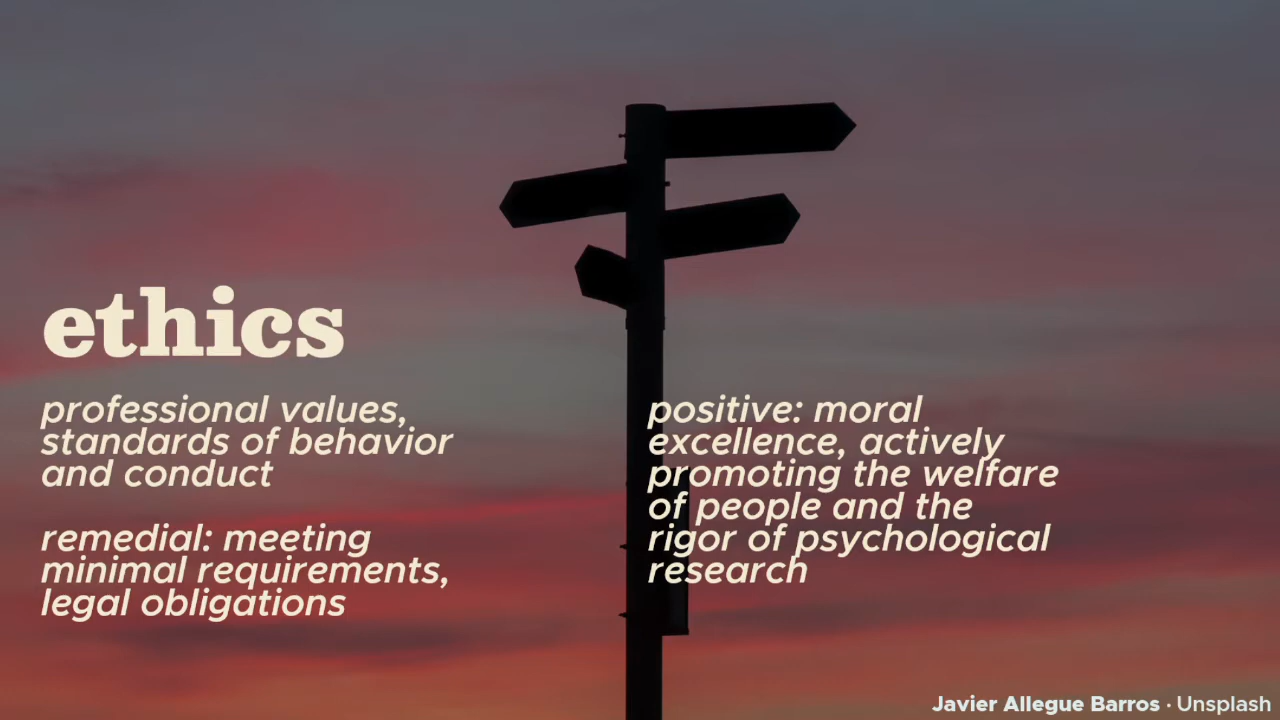 ethics
professional values,
standards of behavior
and conduct
remedial: meeting
minimal requirements,
legal obligations
positive: moral
excellence, actively
promoting the welfare
of people and the
rigor of psychological
research
Javier Allegue Barros · Unsplash